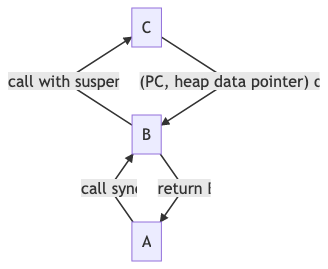 C
call with susper
(PC, heap data pointer)
B
call sync
return
A